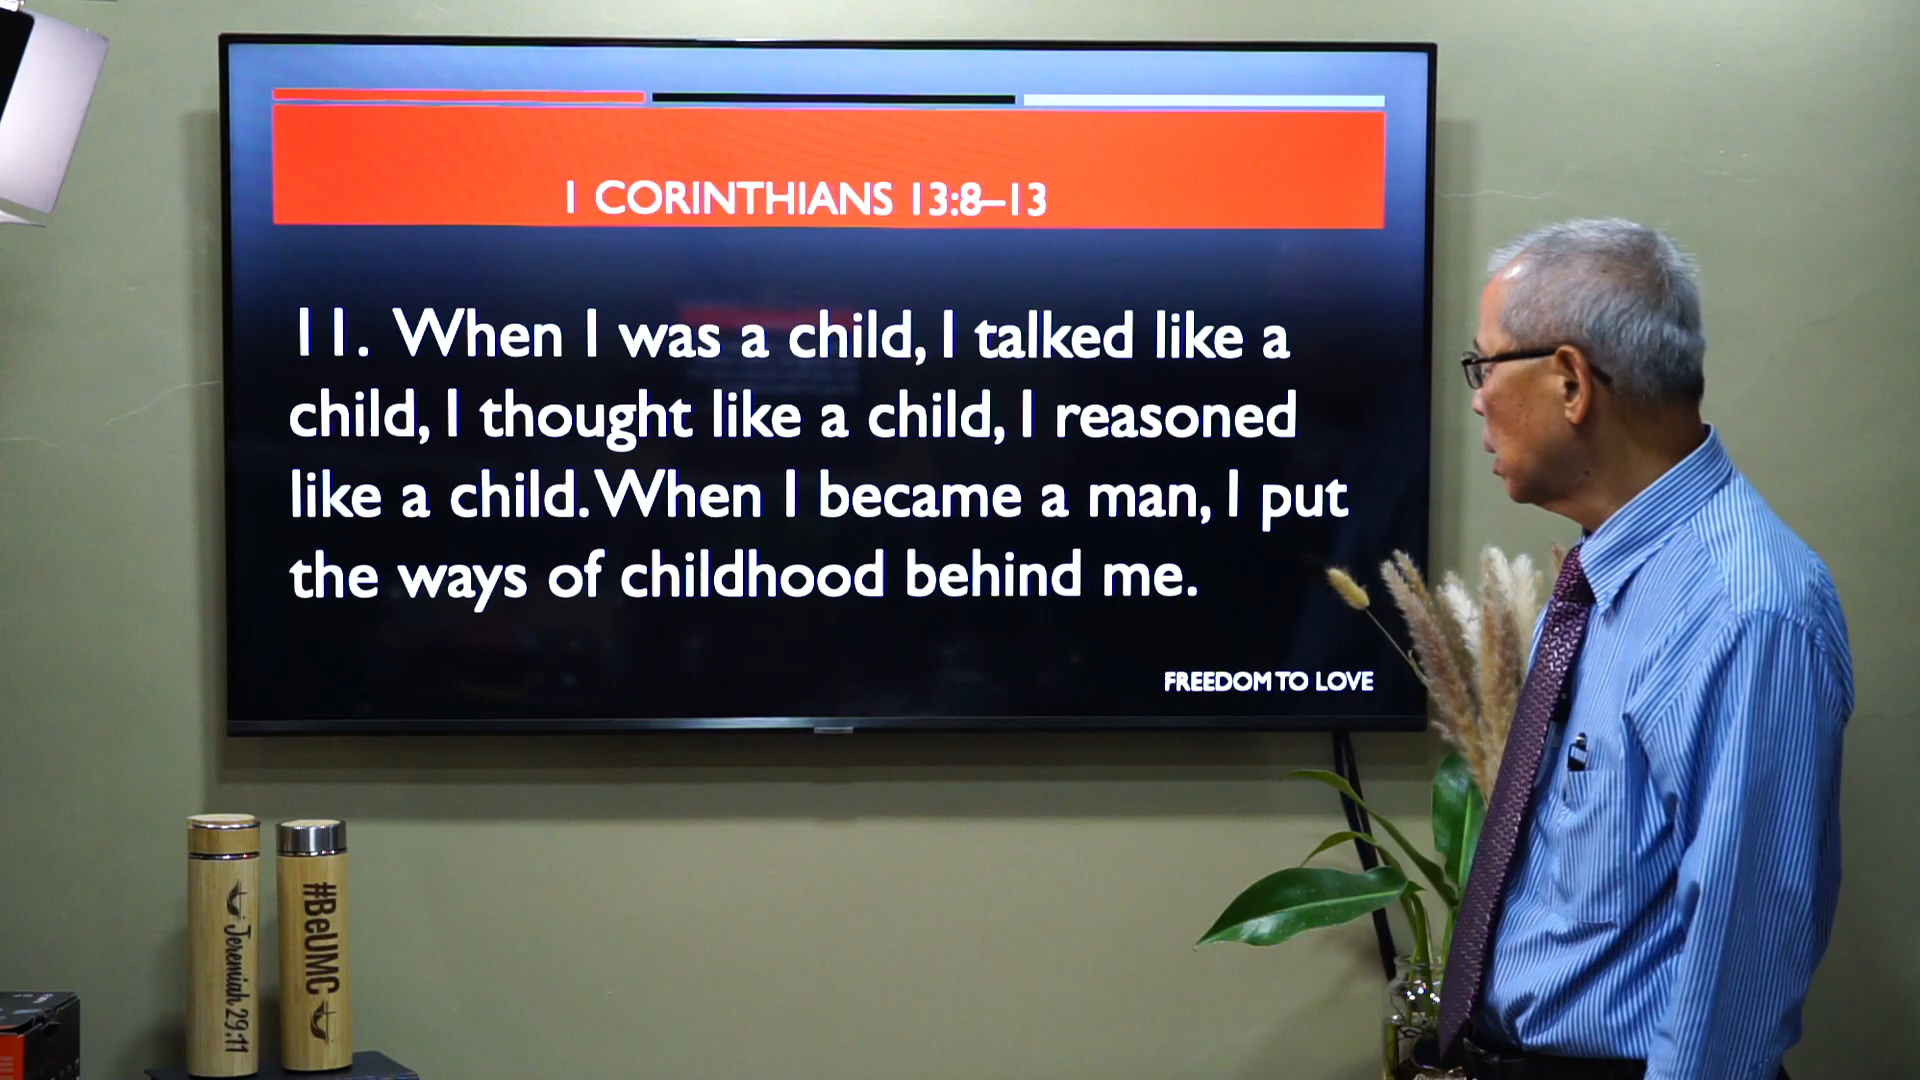 1 CORINTHIANS 13:8–13
11. When I was a child, I talked like a
child, I thought like a child, I reasoned
like a child. When I became a man, I put
the ways of childhood behind me.
FREEDOM TO LOVE
Jeremiah 29:11
#BeUMC